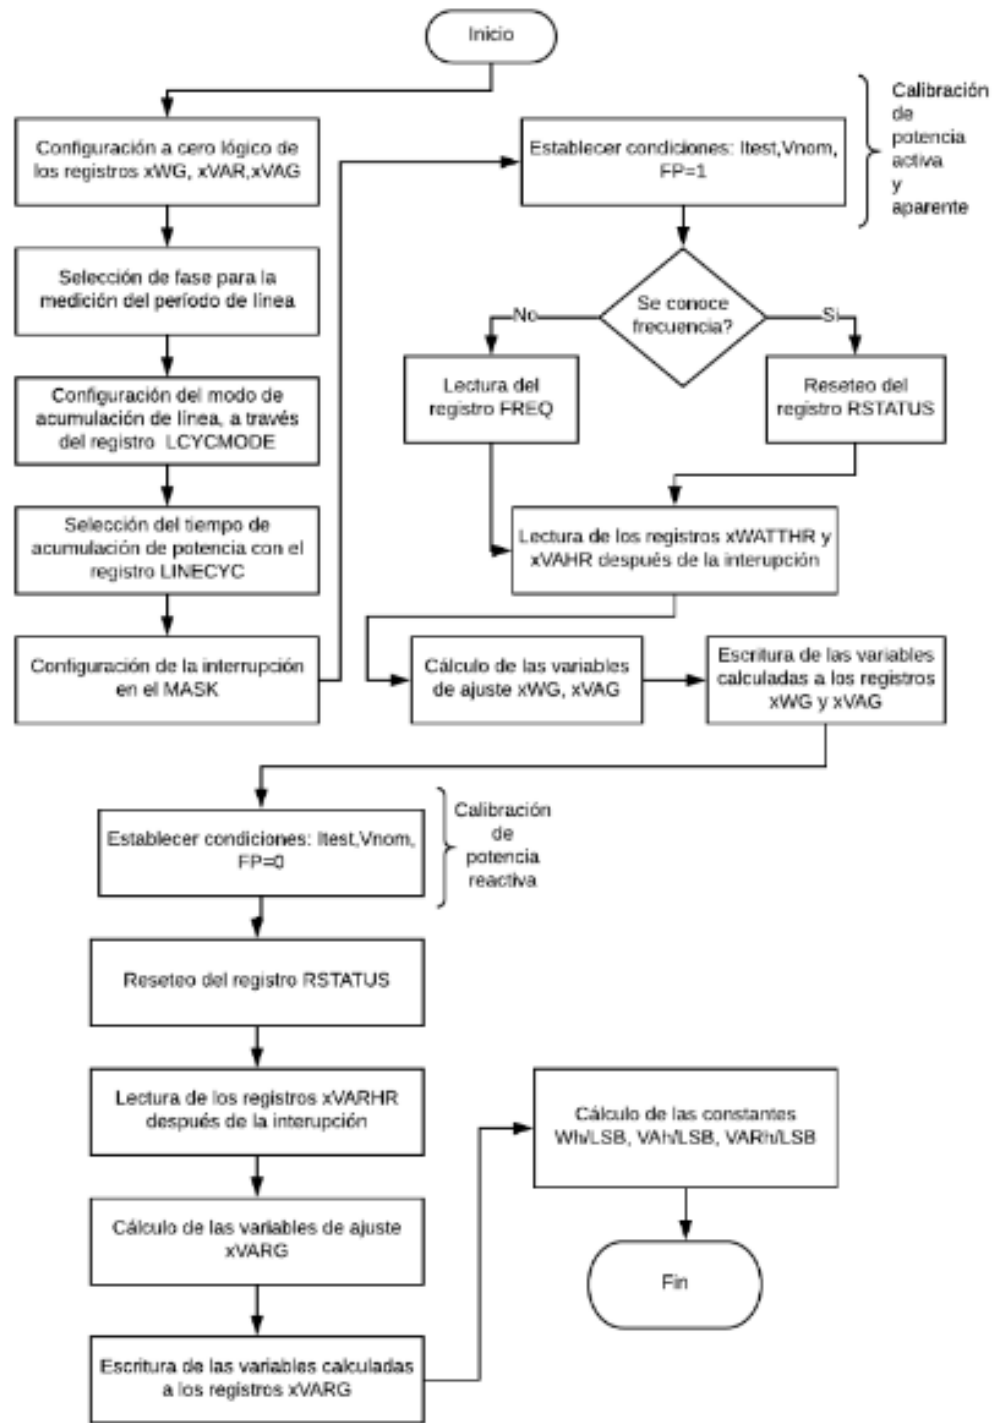 Inicio
Configuración a cero lógico de
los registros xWG, xVAR,xVAG
Selección de fase para la
medición del período de línea
Configuración del modo de
acumulación de línea, a través
del registro LCYCMODE
Selección del tiempo de
acumulación de potencia con el
registro LINECYC
Configuración de la interrupción
en el MASK
Establecer condiciones: Itest,Vnom,
FP=1
Calibración
de
potencia
activa
y
aparente
Se conoce
frecuencia?
No
Si
Lectura del
registro FREQ
Reseteo del
registro RSTATUS
Lectura de los registros xWATTHR y
xVAHR después de la interupción
Cálculo de las variables
de ajuste xWG, xVAG
Escritura de las variables
calculadas a los registros
xWG y xVAG
Establecer condiciones: Itest,Vnom,
FP=0
Calibración
de
potencia
reactiva
Reseteo del registro RSTATUS
Lectura de los registros xVARHR
después de la interupción
Cálculo de las variables de ajuste
xVARG
Escritura de las variables calculadas
a los registros xVARG
Cálculo de las constantes
Wh/LSB, VAh/LSB, VARh/LSB
Fin